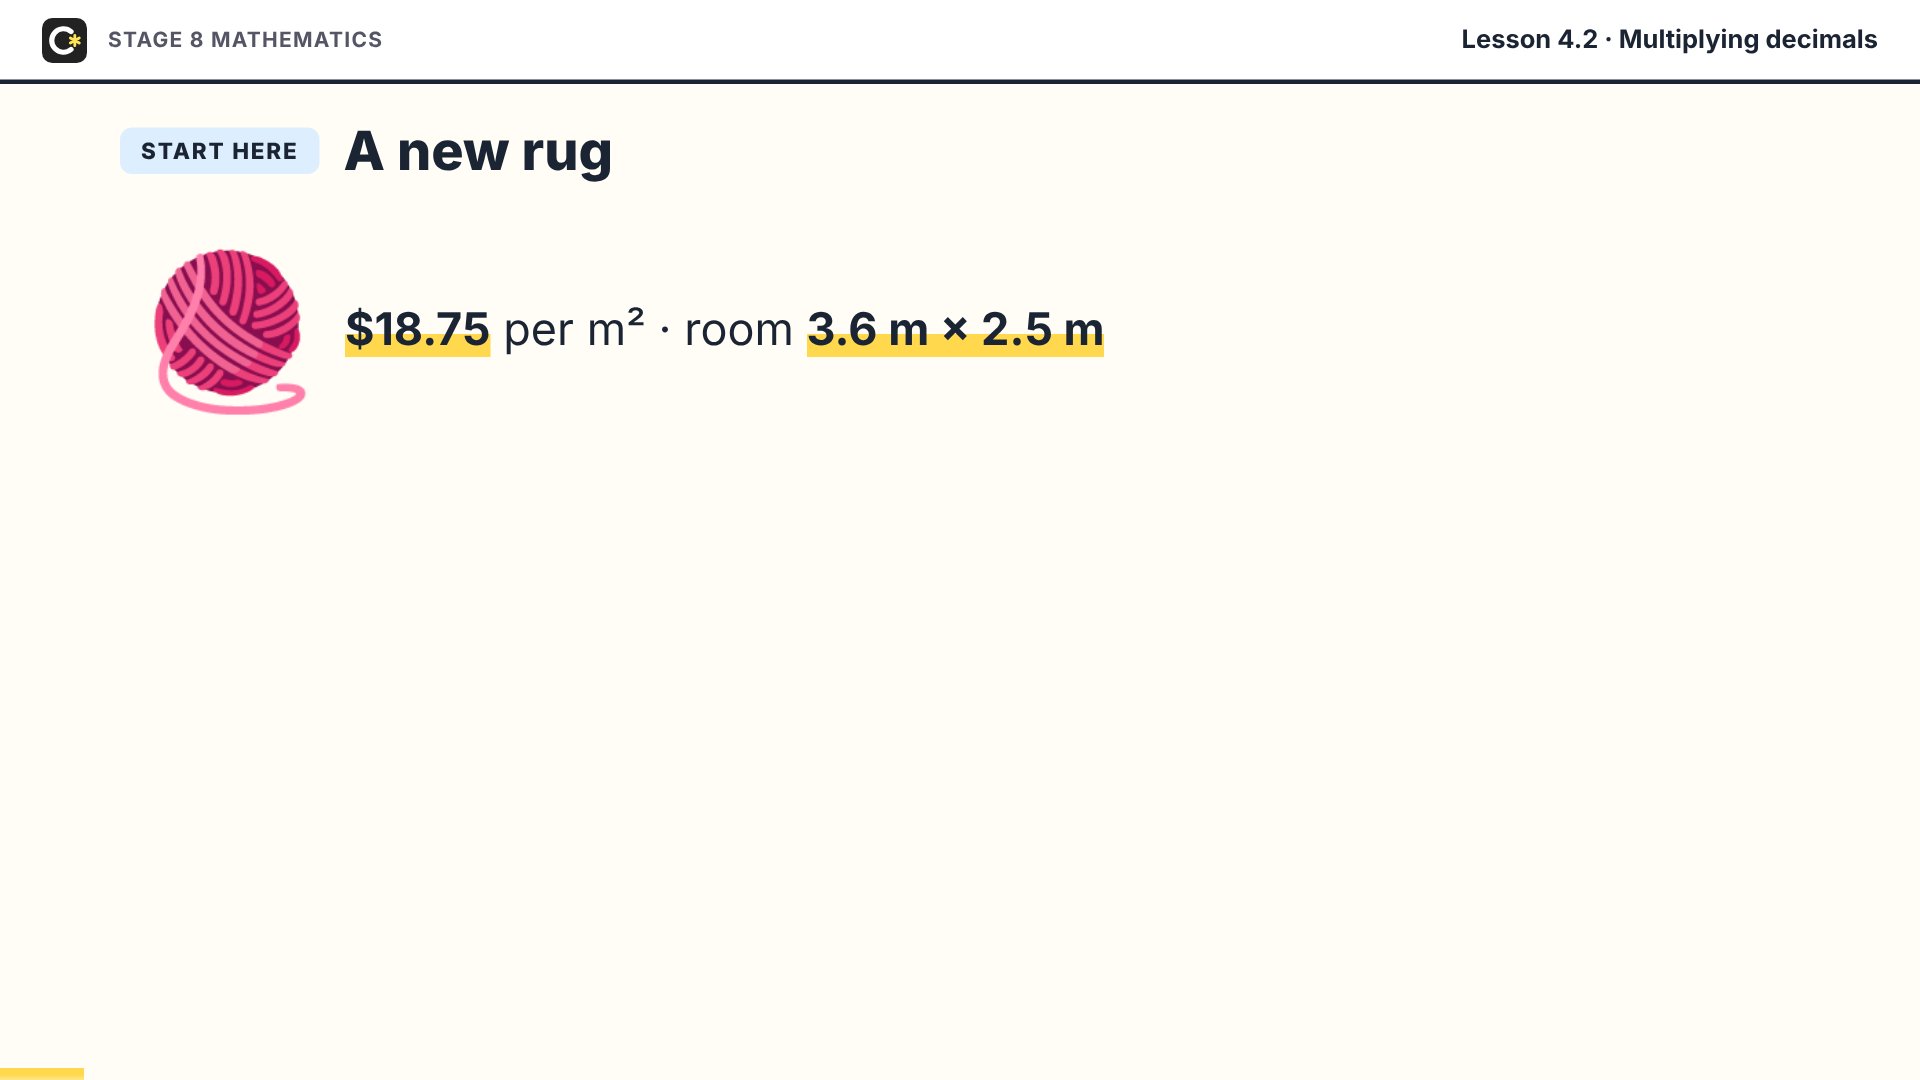 STAGE 8 MATHEMATICS
Lesson 4.2 · Multiplying decimals
START HERE
A new rug
$18.75 per m² · room 3.6 m × 2.5 m